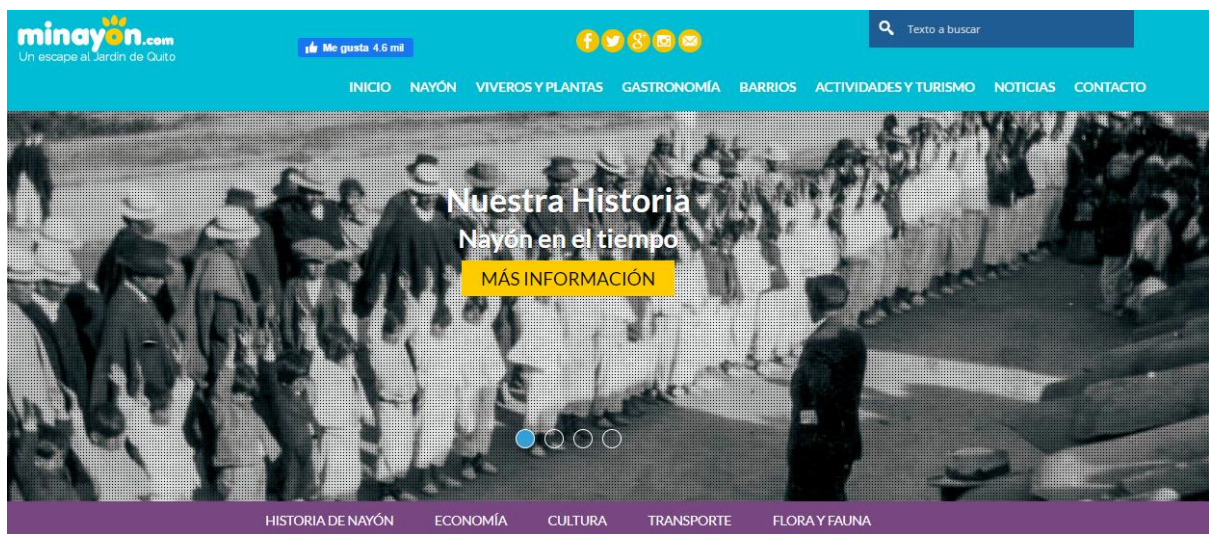 minayón.com
Un escape al Jardin de Quito
Me gusta 4.6 mil
Texto a buscar
INICIO NAYÓN VIVEROS Y PLANTAS GASTRONOMÍA BARRIOS ACTIVIDADES Y TURISMO NOTICIAS CONTACTO
Nuestra Historia
Nayón en el tiempo
MÁS INFORMACIÓN
HISTORIA DE NAYÓN ECONOMÍA CULTURA TRANSPORTE FLORA Y FAUNA